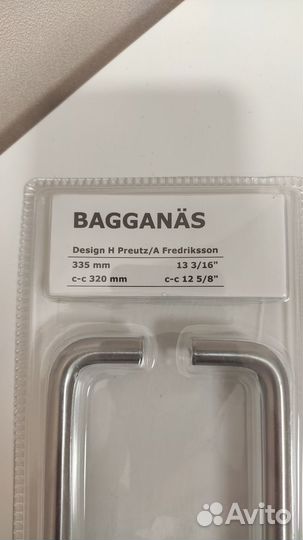 BAGGANÄS
Design H Preutz/A Fredriksson
335 mm 13 3/16"
c-c 320 mm c-c 12 5/8"
Avito